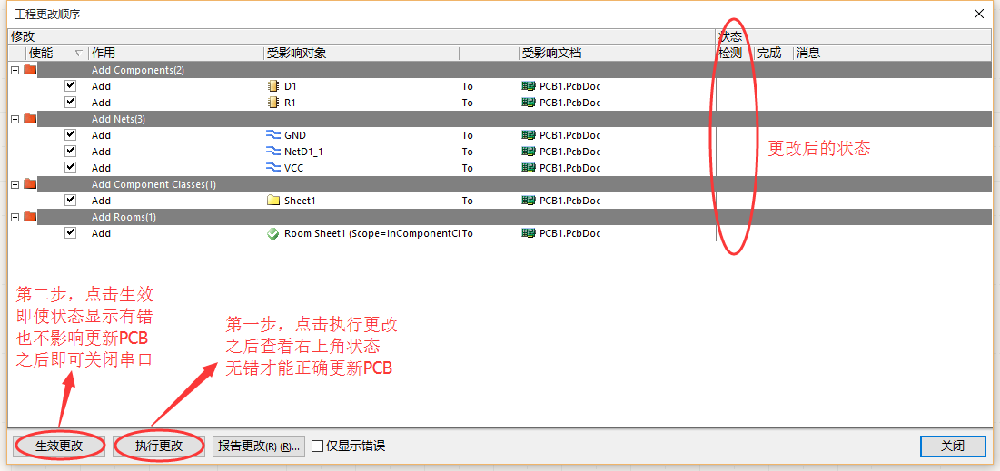 工程更改顺序
修改 状态
使能 作用 受影响对象 受影响文档 检测 完成 消息
Add Components(2)
Add D1 To PCB1.PcbDoc
Add R1 To PCB1.PcbDoc
Add Nets(3)
Add GND To PCB1.PcbDoc
Add NetD1_1 To PCB1.PcbDoc
Add VCC To PCB1.PcbDoc
更改后的状态
Add Component Classes(1)
Add Sheet1 To PCB1.PcbDoc
Add Rooms(1)
Add Room Sheet1 (Scope=InComponentCl To PCB1.PcbDoc
第二步，点击生效
即使状态显示有错
也不影响更新PCB
之后即可关闭串口
第一步，点击执行更改
之后查看右上角状态
无错才能正确更新PCB
生效更改 执行更改 报告更改(R) (R)... 仅显示错误 关闭